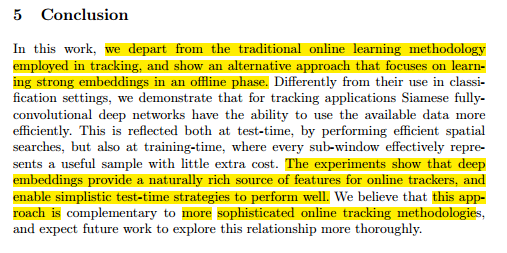 5 Conclusion
In this work, we depart from the traditional online learning methodology
employed in tracking, and show an alternative approach that focuses on learn-
ing strong embeddings in an offline phase. Differently from their use in classi-
fication settings, we demonstrate that for tracking applications Siamese fully-
convolutional deep networks have the ability to use the available data more
efficiently. This is reflected both at test-time, by performing efficient spatial
searches, but also at training-time, where every sub-window effectively repre-
sents a useful sample with little extra cost. The experiments show that deep
embeddings provide a naturally rich source of features for online trackers, and
enable simplistic test-time strategies to perform well. We believe that this app-
roach is complementary to more sophisticated online tracking methodologies,
and expect future work to explore this relationship more thoroughly.